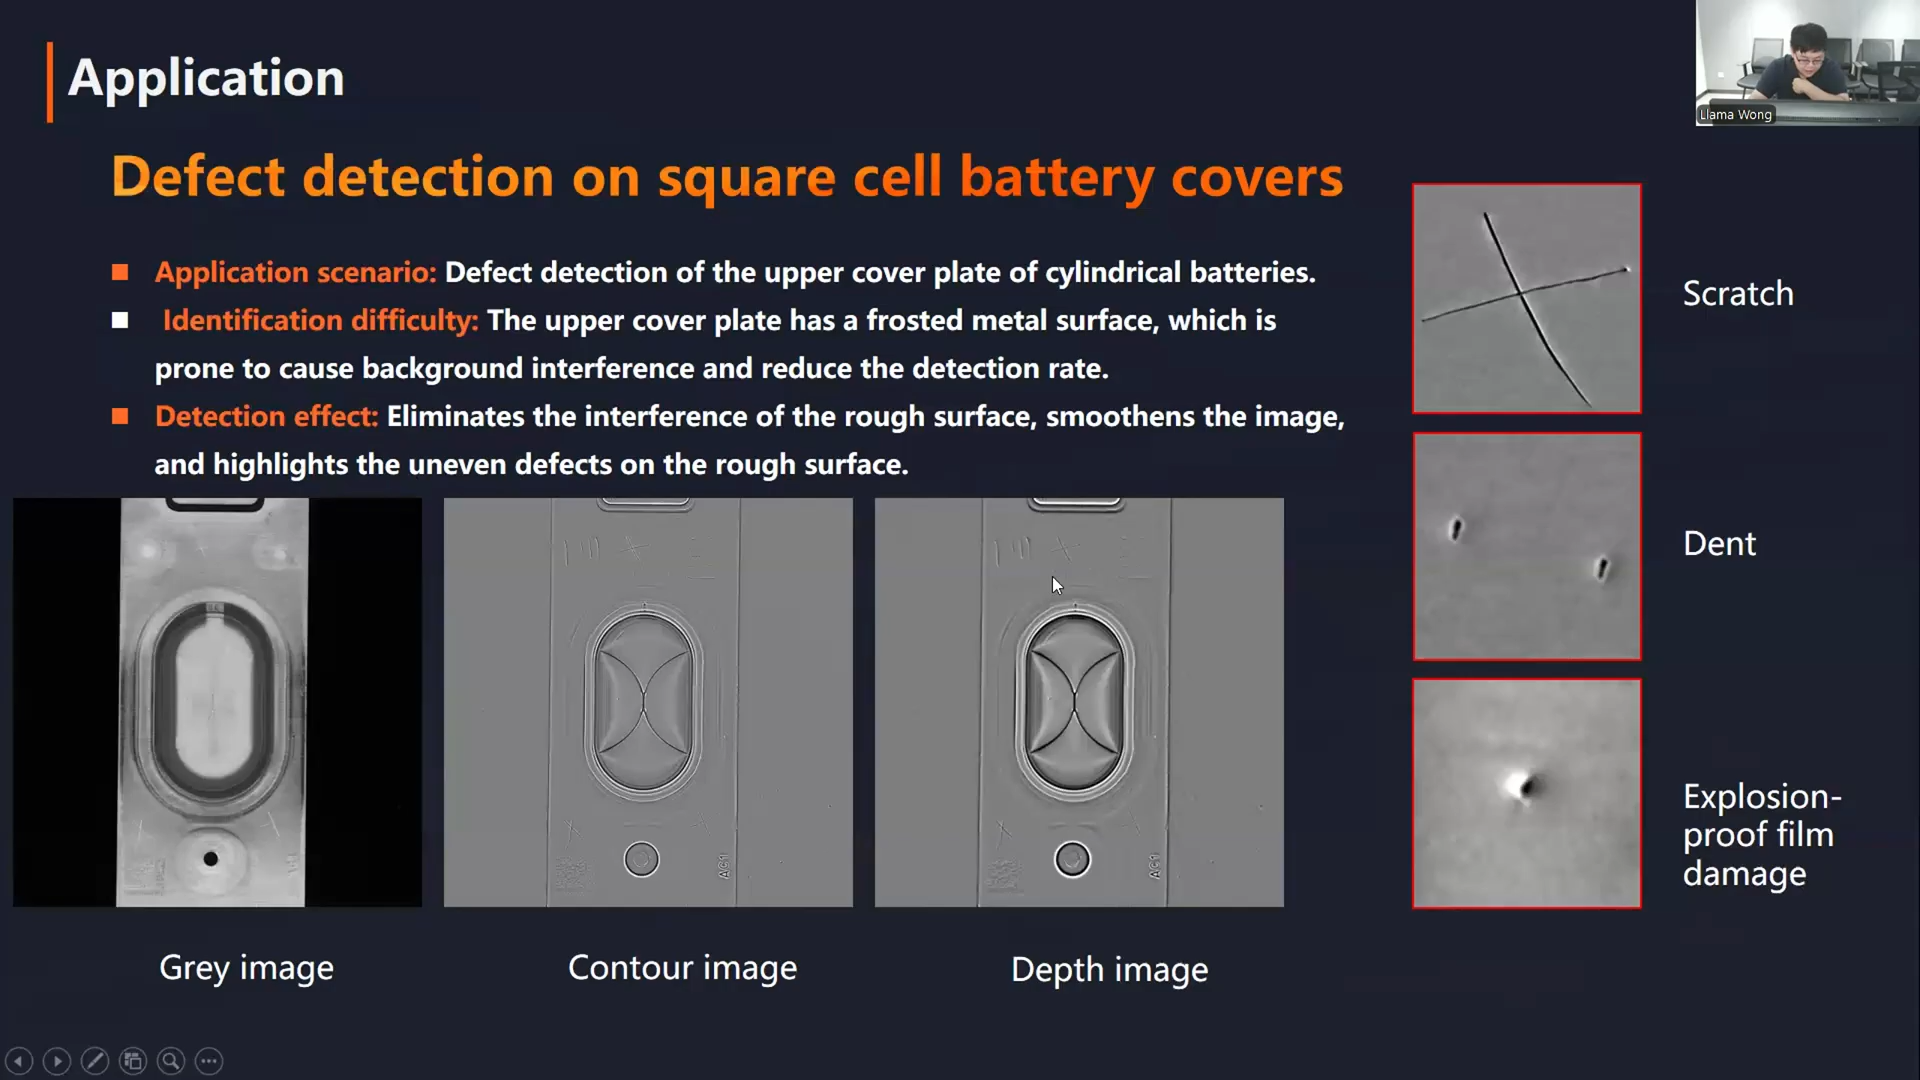 Application
Llama Wong
Defect detection on square cell battery covers
Application scenario: Defect detection of the upper cover plate of cylindrical batteries.
Identification difficulty: The upper cover plate has a frosted metal surface, which is
prone to cause background interference and reduce the detection rate.
Detection effect: Eliminates the interference of the rough surface, smoothens the image,
and highlights the uneven defects on the rough surface.
Scratch
Dent
Explosion-
proof film
damage
Grey image
Contour image
Depth image